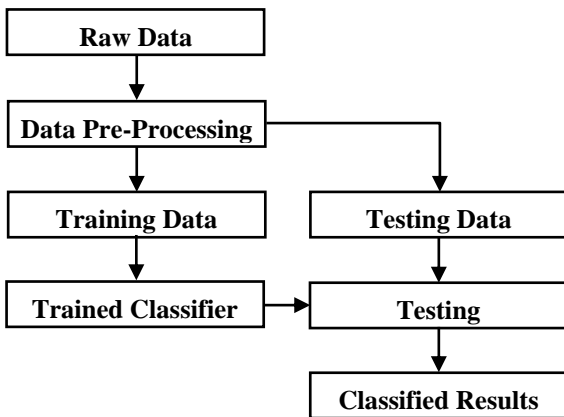 Raw Data
Data Pre-Processing
Training Data
Testing Data
Trained Classifier
Testing
Classified Results